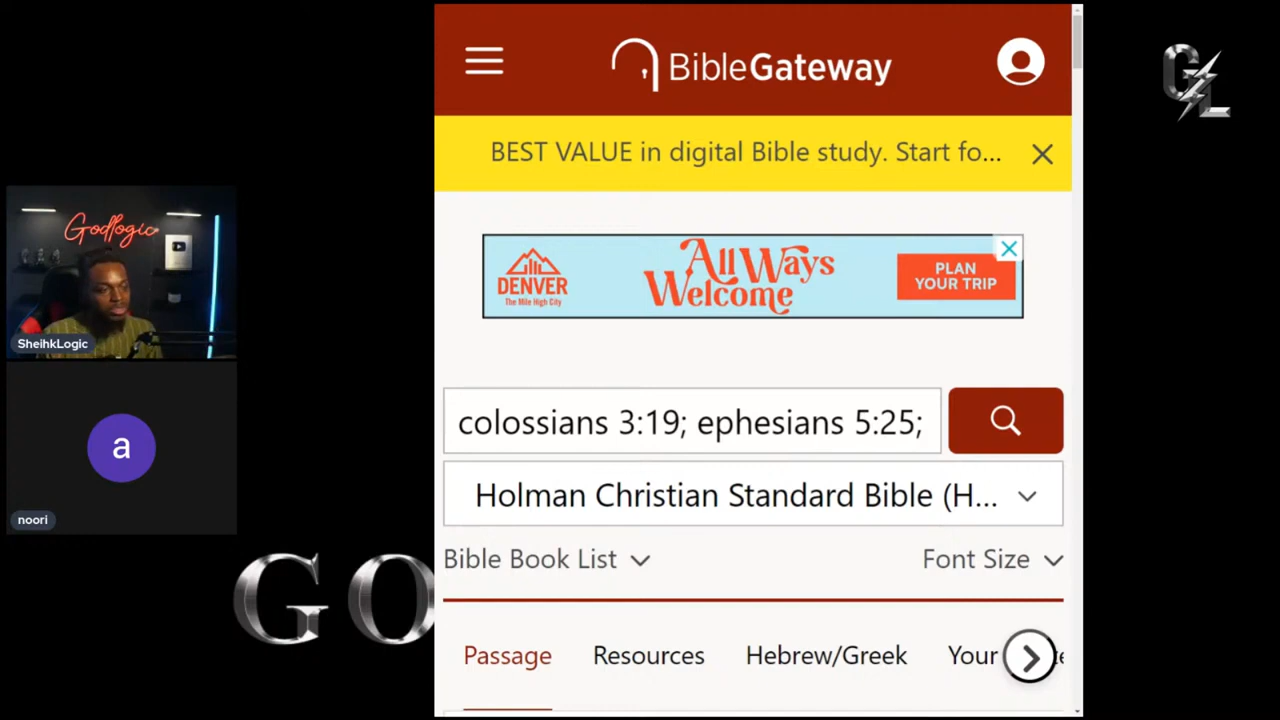 BibleGateway
GL
BEST VALUE in digital Bible study. Start fo...
Godlogic
DENVER
The Mile High City
All Ways
Welcome
PLAN
YOUR TRIP
SheihkLogic
colossians 3:19; ephesians 5:25;
a
Holman Christian Standard Bible (H...
noori
Bible Book List
Font Size
GO
Passage
Resources
Hebrew/Greek
Your